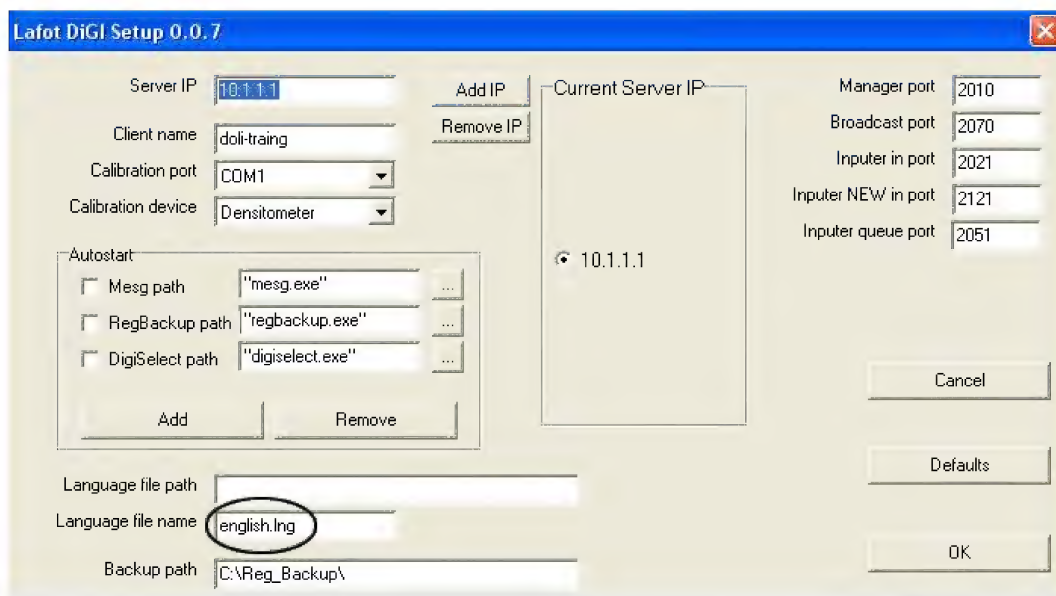 Lafot DiGI Setup 0.0.7
Server IP 10.1.1.1
Add IP
Remove IP
Client name doli-traing
Calibration port COM1
Calibration device Densitometer
Autostart
Mesg path "mesg.exe" ...
RegBackup path "regbackup.exe" ...
DigiSelect path "digiselect.exe" ...
Add Remove
Language file path
Language file name english.lng
Backup path C:\Reg_Backup\
Current Server IP
10.1.1.1
Manager port 2010
Broadcast port 2070
Inputer in port 2021
Inputer NEW in port 2121
Inputer queue port 2051
Cancel
Defaults
OK